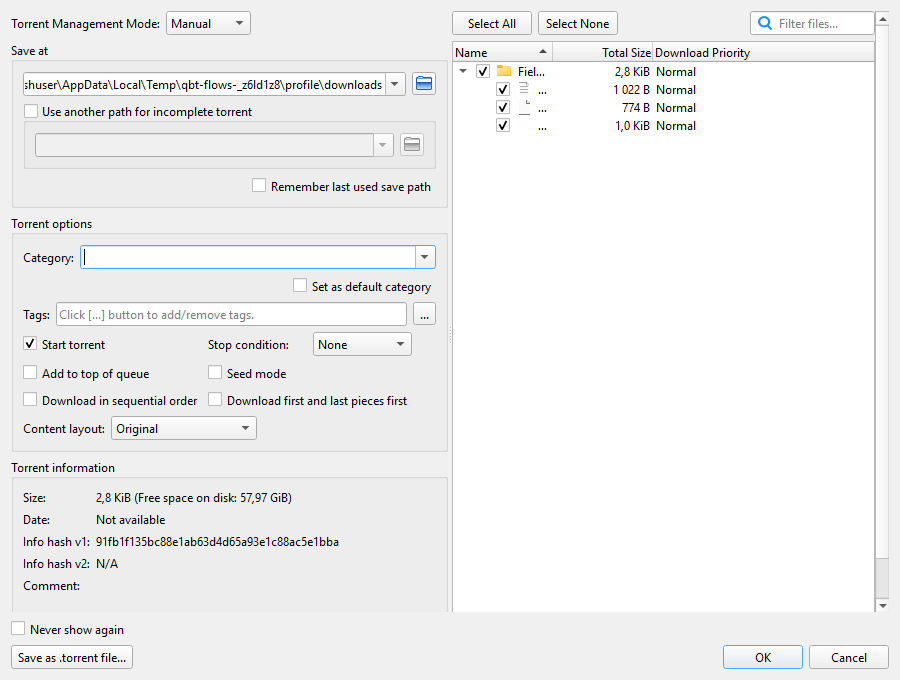 Torrent Management Mode: Manual
Save at
shuser\AppData\Local\Temp\qbt-flows-_z6ld1z8\profile\downloads
Use another path for incomplete torrent
Remember last used save path
Torrent options
Category:
Set as default category
Tags: Click [...] button to add/remove tags. ...
Start torrent Stop condition: None
Add to top of queue Seed mode
Download in sequential order Download first and last pieces first
Content layout: Original
Torrent information
Size: 2,8 KiB (Free space on disk: 57,97 GiB)
Date: Not available
Info hash v1: 91fb1f135bc88e1ab63d4d65a93e1c88ac5e1bba
Info hash v2: N/A
Comment:
Never show again
Save as .torrent file...
Select All Select None Filter files...
Name Total Size Download Priority
Fiel... 2,8 KiB Normal
... 1 022 B Normal
... 774 B Normal
... 1,0 KiB Normal
OK Cancel